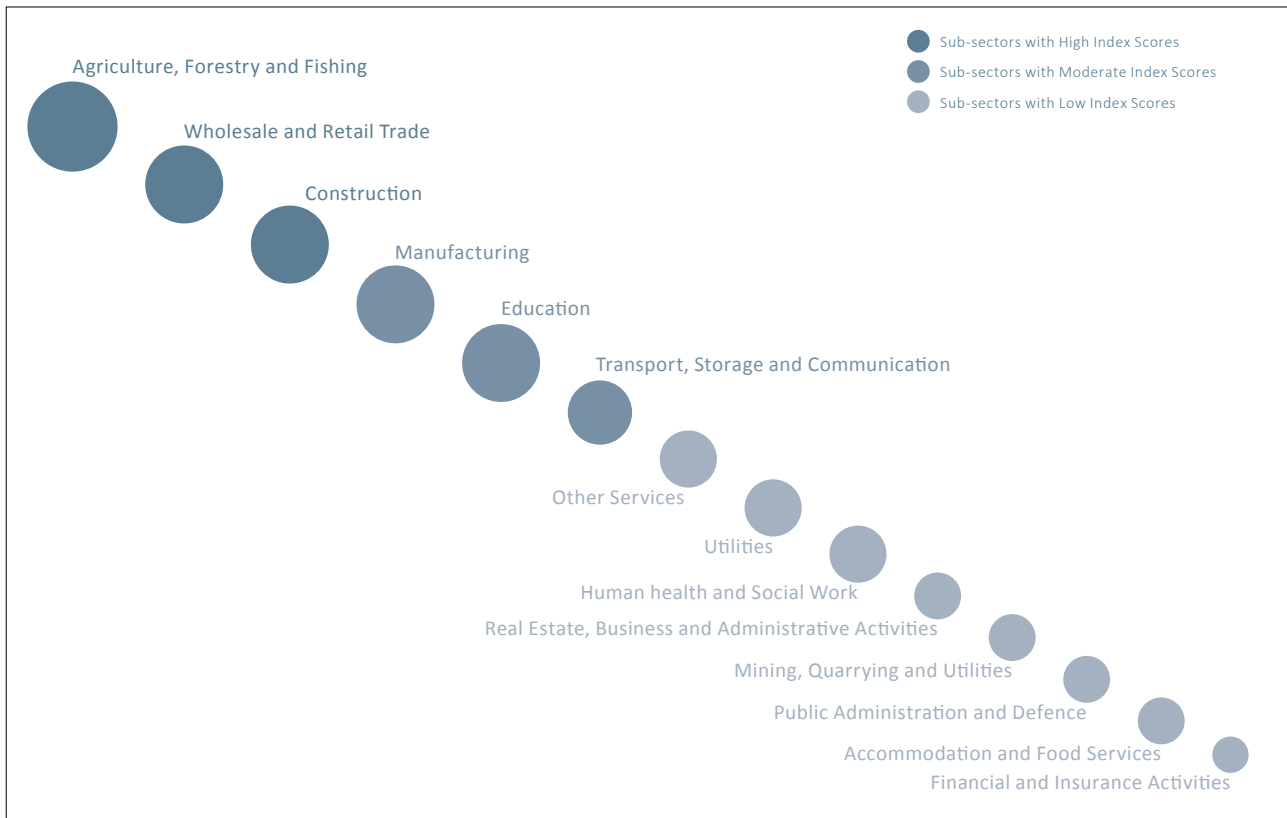 Sub-sectors with High Index Scores
Sub-sectors with Moderate Index Scores
Sub-sectors with Low Index Scores
Agriculture, Forestry and Fishing
Wholesale and Retail Trade
Construction
Manufacturing
Education
Transport, Storage and Communication
Other Services
Utilities
Human health and Social Work
Real Estate, Business and Administrative Activities
Mining, Quarrying and Utilities
Public Administration and Defence
Accommodation and Food Services
Financial and Insurance Activities